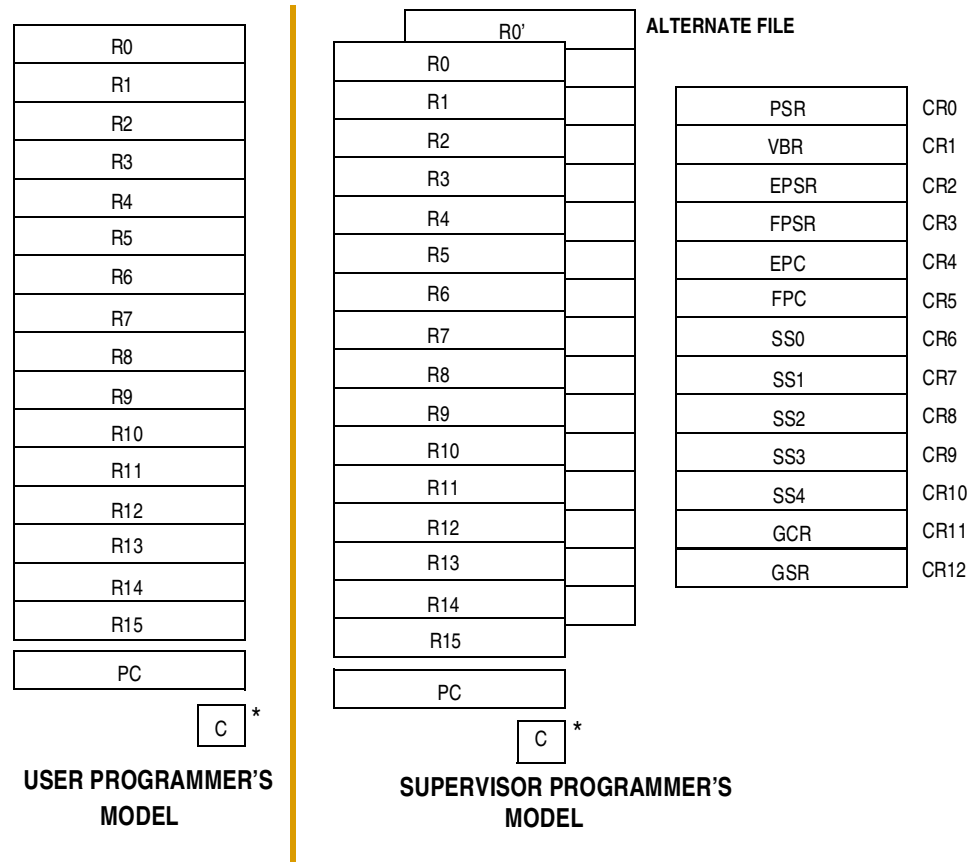 R0
R1
R2
R3
R4
R5
R6
R7
R8
R9
R10
R11
R12
R13
R14
R15
PC
C *
USER PROGRAMMER'S
MODEL
R0' ALTERNATE FILE
R0
R1
R2
R3
R4
R5
R6
R7
R8
R9
R10
R11
R12
R13
R14
R15
PC
C *
SUPERVISOR PROGRAMMER'S
MODEL
PSR CR0
VBR CR1
EPSR CR2
FPSR CR3
EPC CR4
FPC CR5
SS0 CR6
SS1 CR7
SS2 CR8
SS3 CR9
SS4 CR10
GCR CR11
GSR CR12